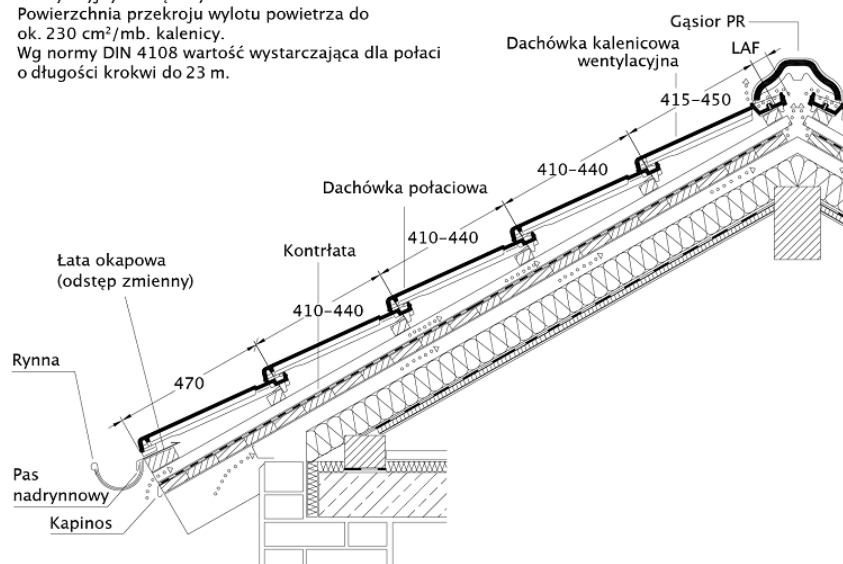 Powierzchnia przekroju wylotu powietrza do
ok. 230 cm²/mb. kalenicy.
Wg normy DIN 4108 wartość wystarczająca dla połaci
o długości krokwi do 23 m.
Gąsior PR
Dachówka kalenicowa
wentylacyjna
LAF
415-450
410-440
Dachówka połaciowa
410-440
Kontrłata
Łata okapowa
(odstęp zmienny)
410-440
Rynna
470
Pas
nadrynnowy
Kapinos